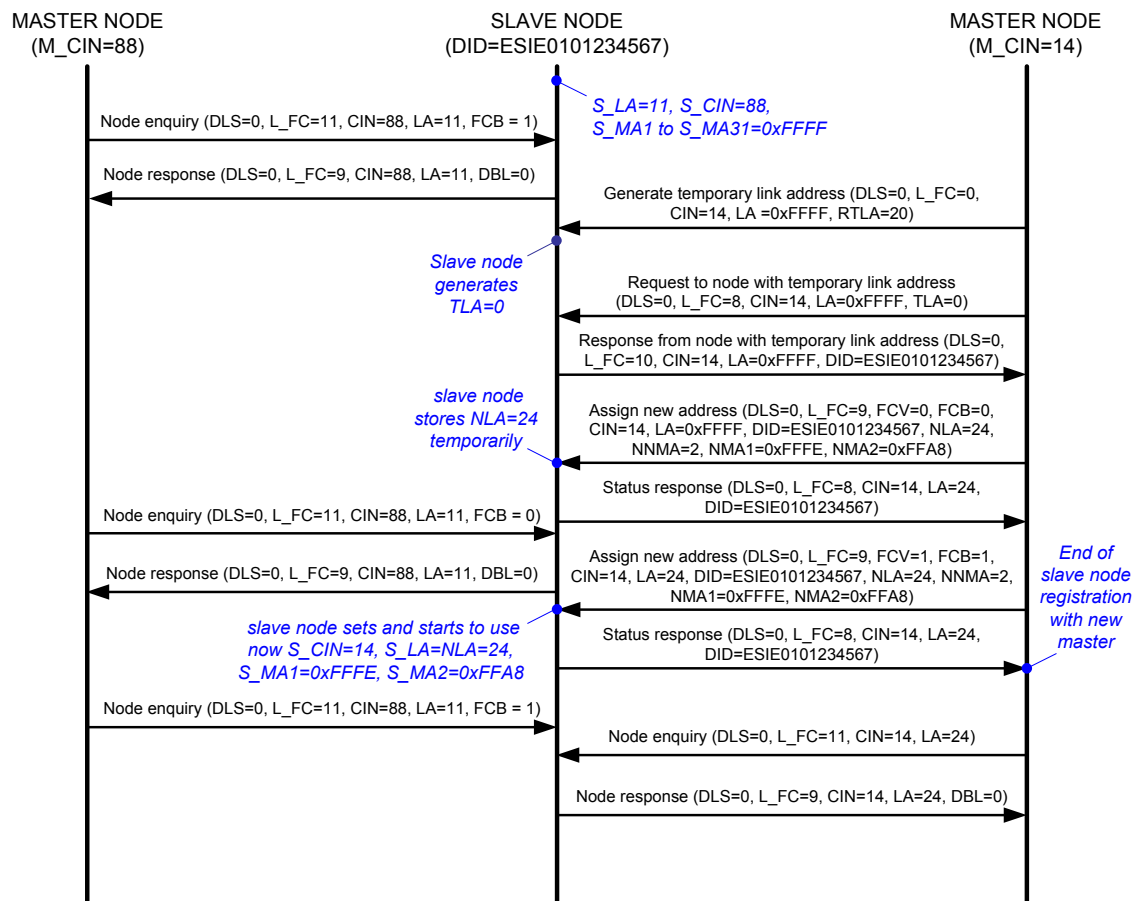 MASTER NODE
(M_CIN=88)
SLAVE NODE
(DID=ESIE0101234567)
MASTER NODE
(M_CIN=14)
S_LA=11, S_CIN=88,
S_MA1 to S_MA31=0xFFFF
Node enquiry (DLS=0, L_FC=11, CIN=88, LA=11, FCB = 1)
Node response (DLS=0, L_FC=9, CIN=88, LA=11, DBL=0)
Generate temporary link address (DLS=0, L_FC=0,
CIN=14, LA =0xFFFF, RTLA=20)
Slave node
generates
TLA=0
Request to node with temporary link address
(DLS=0, L_FC=8, CIN=14, LA=0xFFFF, TLA=0)
Response from node with temporary link address (DLS=0,
L_FC=10, CIN=14, LA=0xFFFF, DID=ESIE0101234567)
slave node
stores NLA=24
temporarily
Assign new address (DLS=0, L_FC=9, FCV=0, FCB=0,
CIN=14, LA=0xFFFF, DID=ESIE0101234567, NLA=24,
NNMA=2, NMA1=0xFFFE, NMA2=0xFFA8)
Status response (DLS=0, L_FC=8, CIN=14, LA=24,
DID=ESIE0101234567)
Node enquiry (DLS=0, L_FC=11, CIN=88, LA=11, FCB = 0)
Assign new address (DLS=0, L_FC=9, FCV=1, FCB=1,
CIN=14, LA=24, DID=ESIE0101234567, NLA=24, NNMA=2,
NMA1=0xFFFE, NMA2=0xFFA8)
Node response (DLS=0, L_FC=9, CIN=88, LA=11, DBL=0)
End of
slave node
registration
with new
master
slave node sets and starts to use
now S_CIN=14, S_LA=NLA=24,
S_MA1=0xFFFE, S_MA2=0xFFA8
Status response (DLS=0, L_FC=8, CIN=14, LA=24,
DID=ESIE0101234567)
Node enquiry (DLS=0, L_FC=11, CIN=88, LA=11, FCB = 1)
Node enquiry (DLS=0, L_FC=11, CIN=14, LA=24)
Node response (DLS=0, L_FC=9, CIN=14, LA=24, DBL=0)